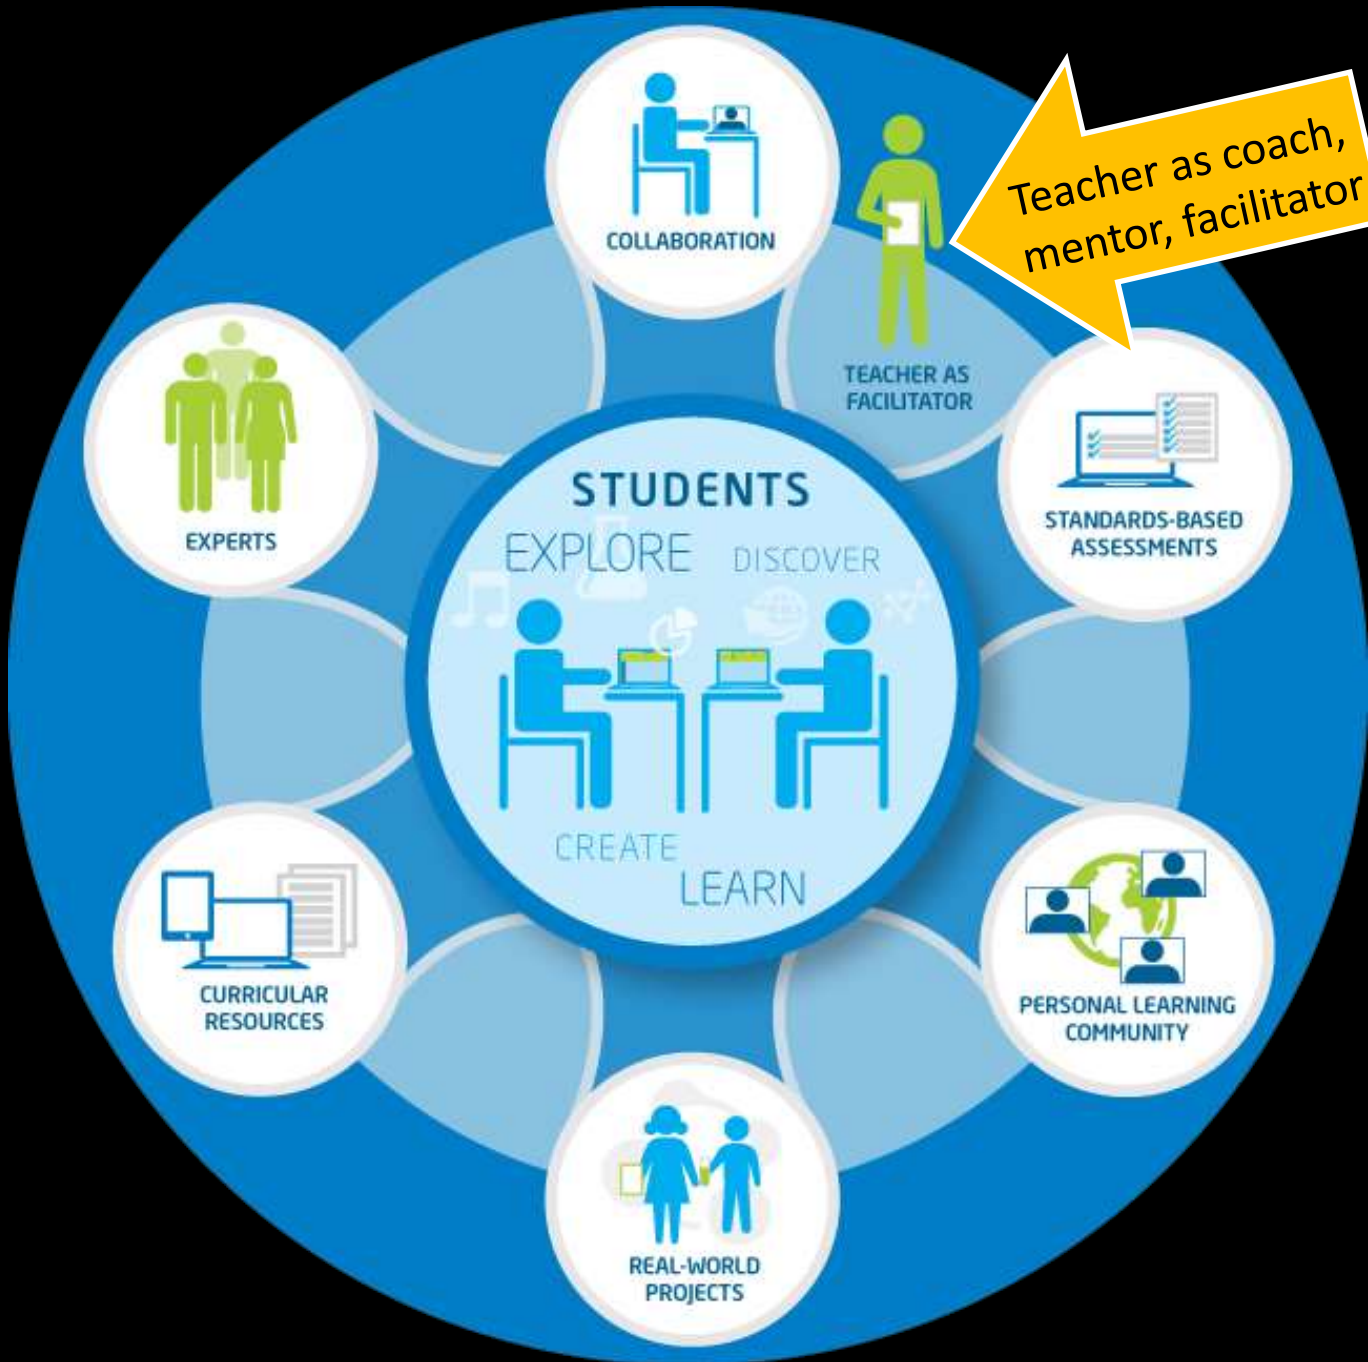 COLLABORATION
Teacher as coach,
mentor, facilitator
TEACHER AS
FACILITATOR
EXPERTS
STANDARDS-BASED
ASSESSMENTS
STUDENTS
EXPLORE DISCOVER
CREATE
LEARN
CURRICULAR
RESOURCES
PERSONAL LEARNING
COMMUNITY
REAL-WORLD
PROJECTS